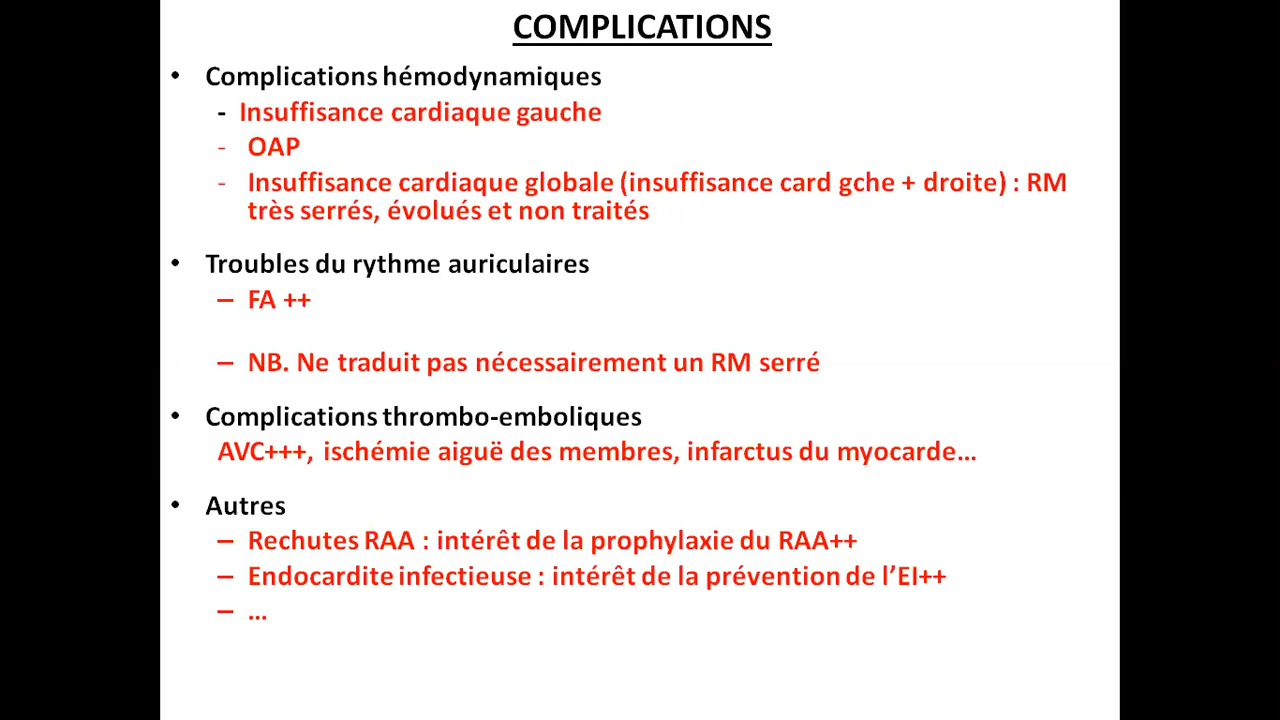 COMPLICATIONS
• Complications hémodynamiques
- Insuffisance cardiaque gauche
- OAP
- Insuffisance cardiaque globale (insuffisance card gche + droite) : RM
très serrés, évolués et non traités
• Troubles du rythme auriculaires
– FA ++
– NB. Ne traduit pas nécessairement un RM serré
• Complications thrombo-emboliques
AVC+++, ischémie aiguë des membres, infarctus du myocarde...
• Autres
– Rechutes RAA : intérêt de la prophylaxie du RAA++
– Endocardite infectieuse : intérêt de la prévention de l’EI++
– ...